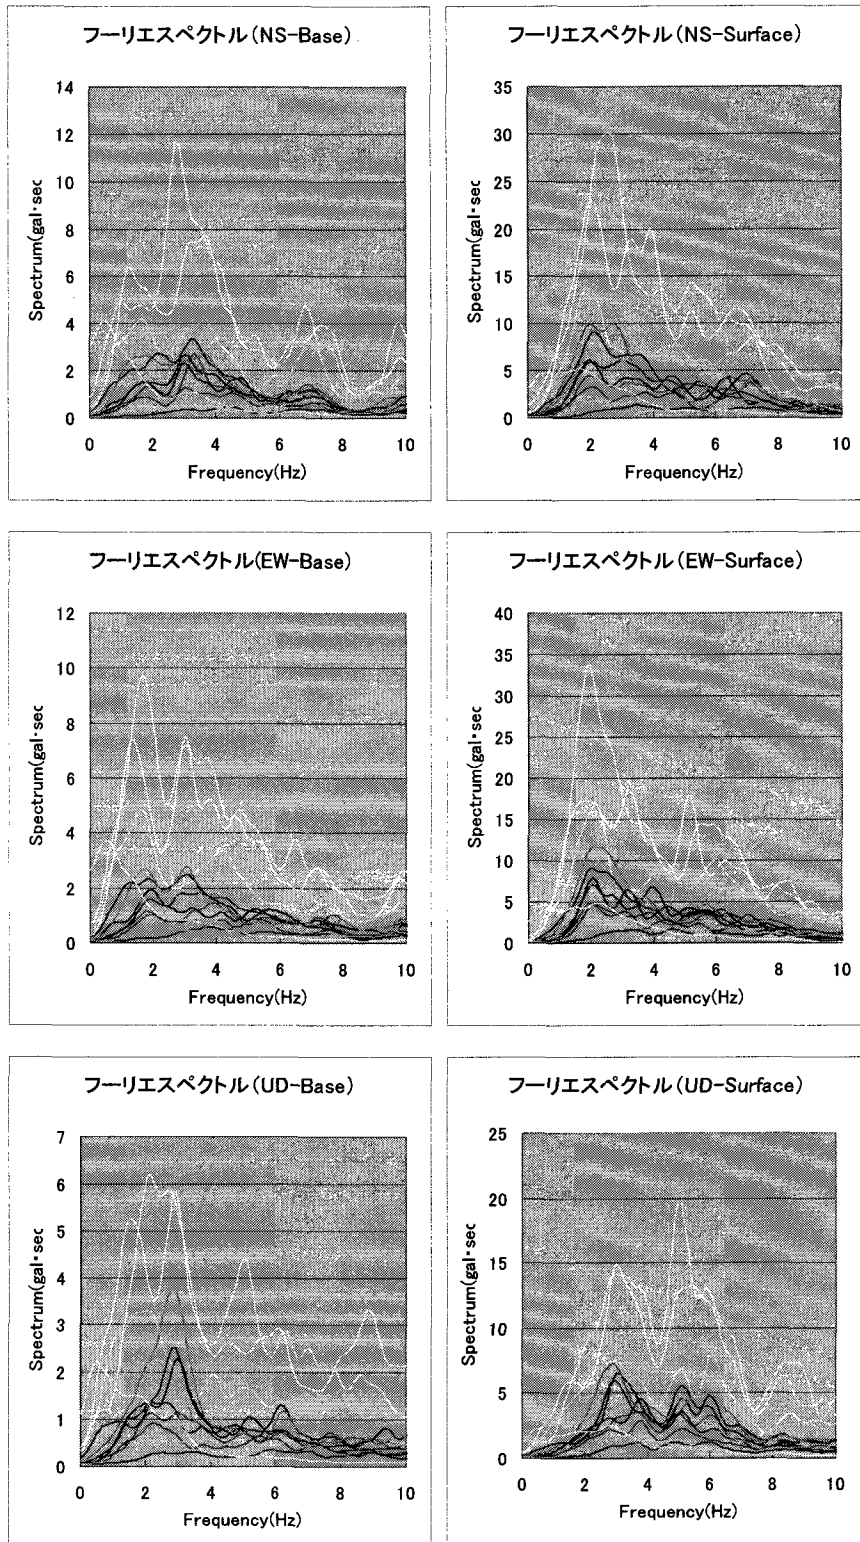 フーリエスペクトル(NS-Base)
Spectrum(gal·sec
14
12
10
8
6
4
2
0
0 2 4 6 8 10
Frequency(Hz)
フーリエスペクトル(NS-Surface)
Spectrum(gal·sec
35
30
25
20
15
10
5
0
0 2 4 6 8 10
Frequency(Hz)
フーリエスペクトル(EW-Base)
Spectrum(gal·sec
12
10
8
6
4
2
0
0 2 4 6 8 10
Frequency(Hz)
フーリエスペクトル(EW-Surface)
Spectrum(gal·sec
40
35
30
25
20
15
10
5
0
0 2 4 6 8 10
Frequency(Hz)
フーリエスペクトル(UD-Base)
Spectrum(gal·sec
7
6
5
4
3
2
1
0
0 2 4 6 8 10
Frequency(Hz)
フーリエスペクトル(UD-Surface)
Spectrum(gal·sec
25
20
15
10
5
0
0 2 4 6 8 10
Frequency(Hz)